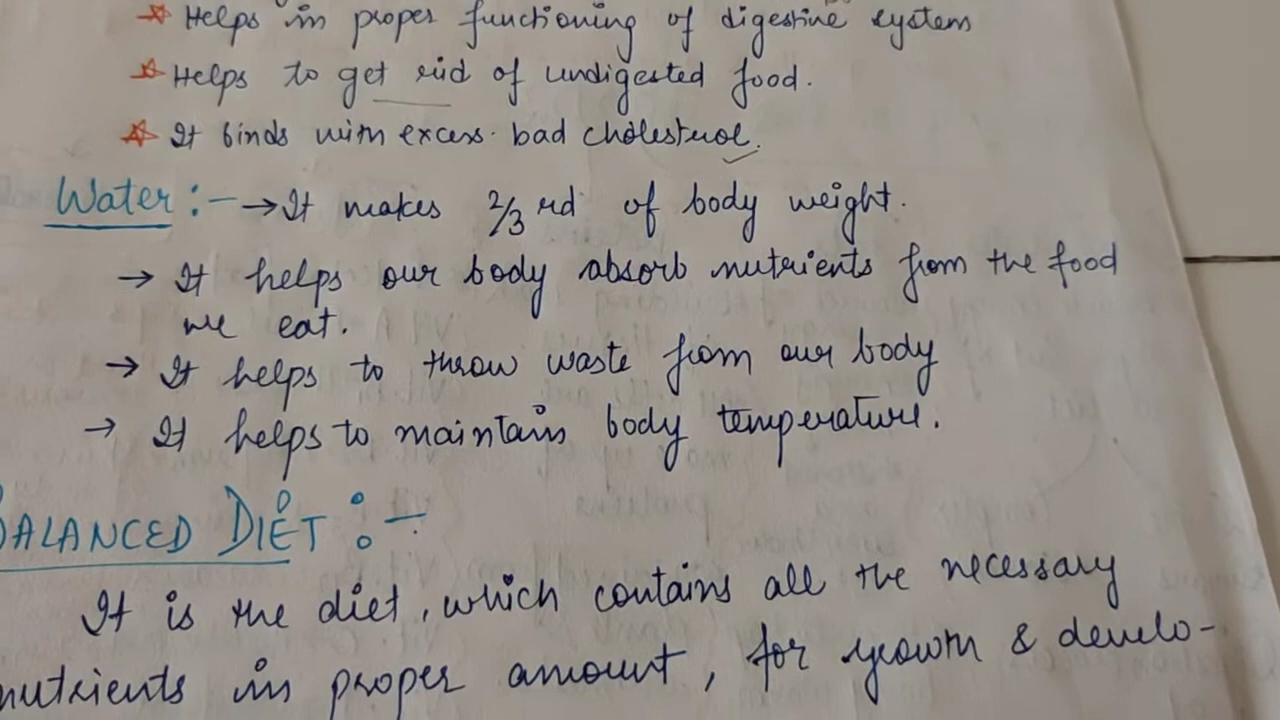 ☆ Helps in proper functioning of digestive system
☆ Helps to get rid of undigested food.
☆ It binds with excess bad cholesterol.
Water :- → It makes 2/3 rd of body weight.
→ It helps our body absorb nutrients from the food
we eat.
→ It helps to throw waste from our body
→ It helps to maintain body temperature.
BALANCED DIET :-
It is the diet, which contains all the necessary
nutrients in proper amount, for growth & develo-